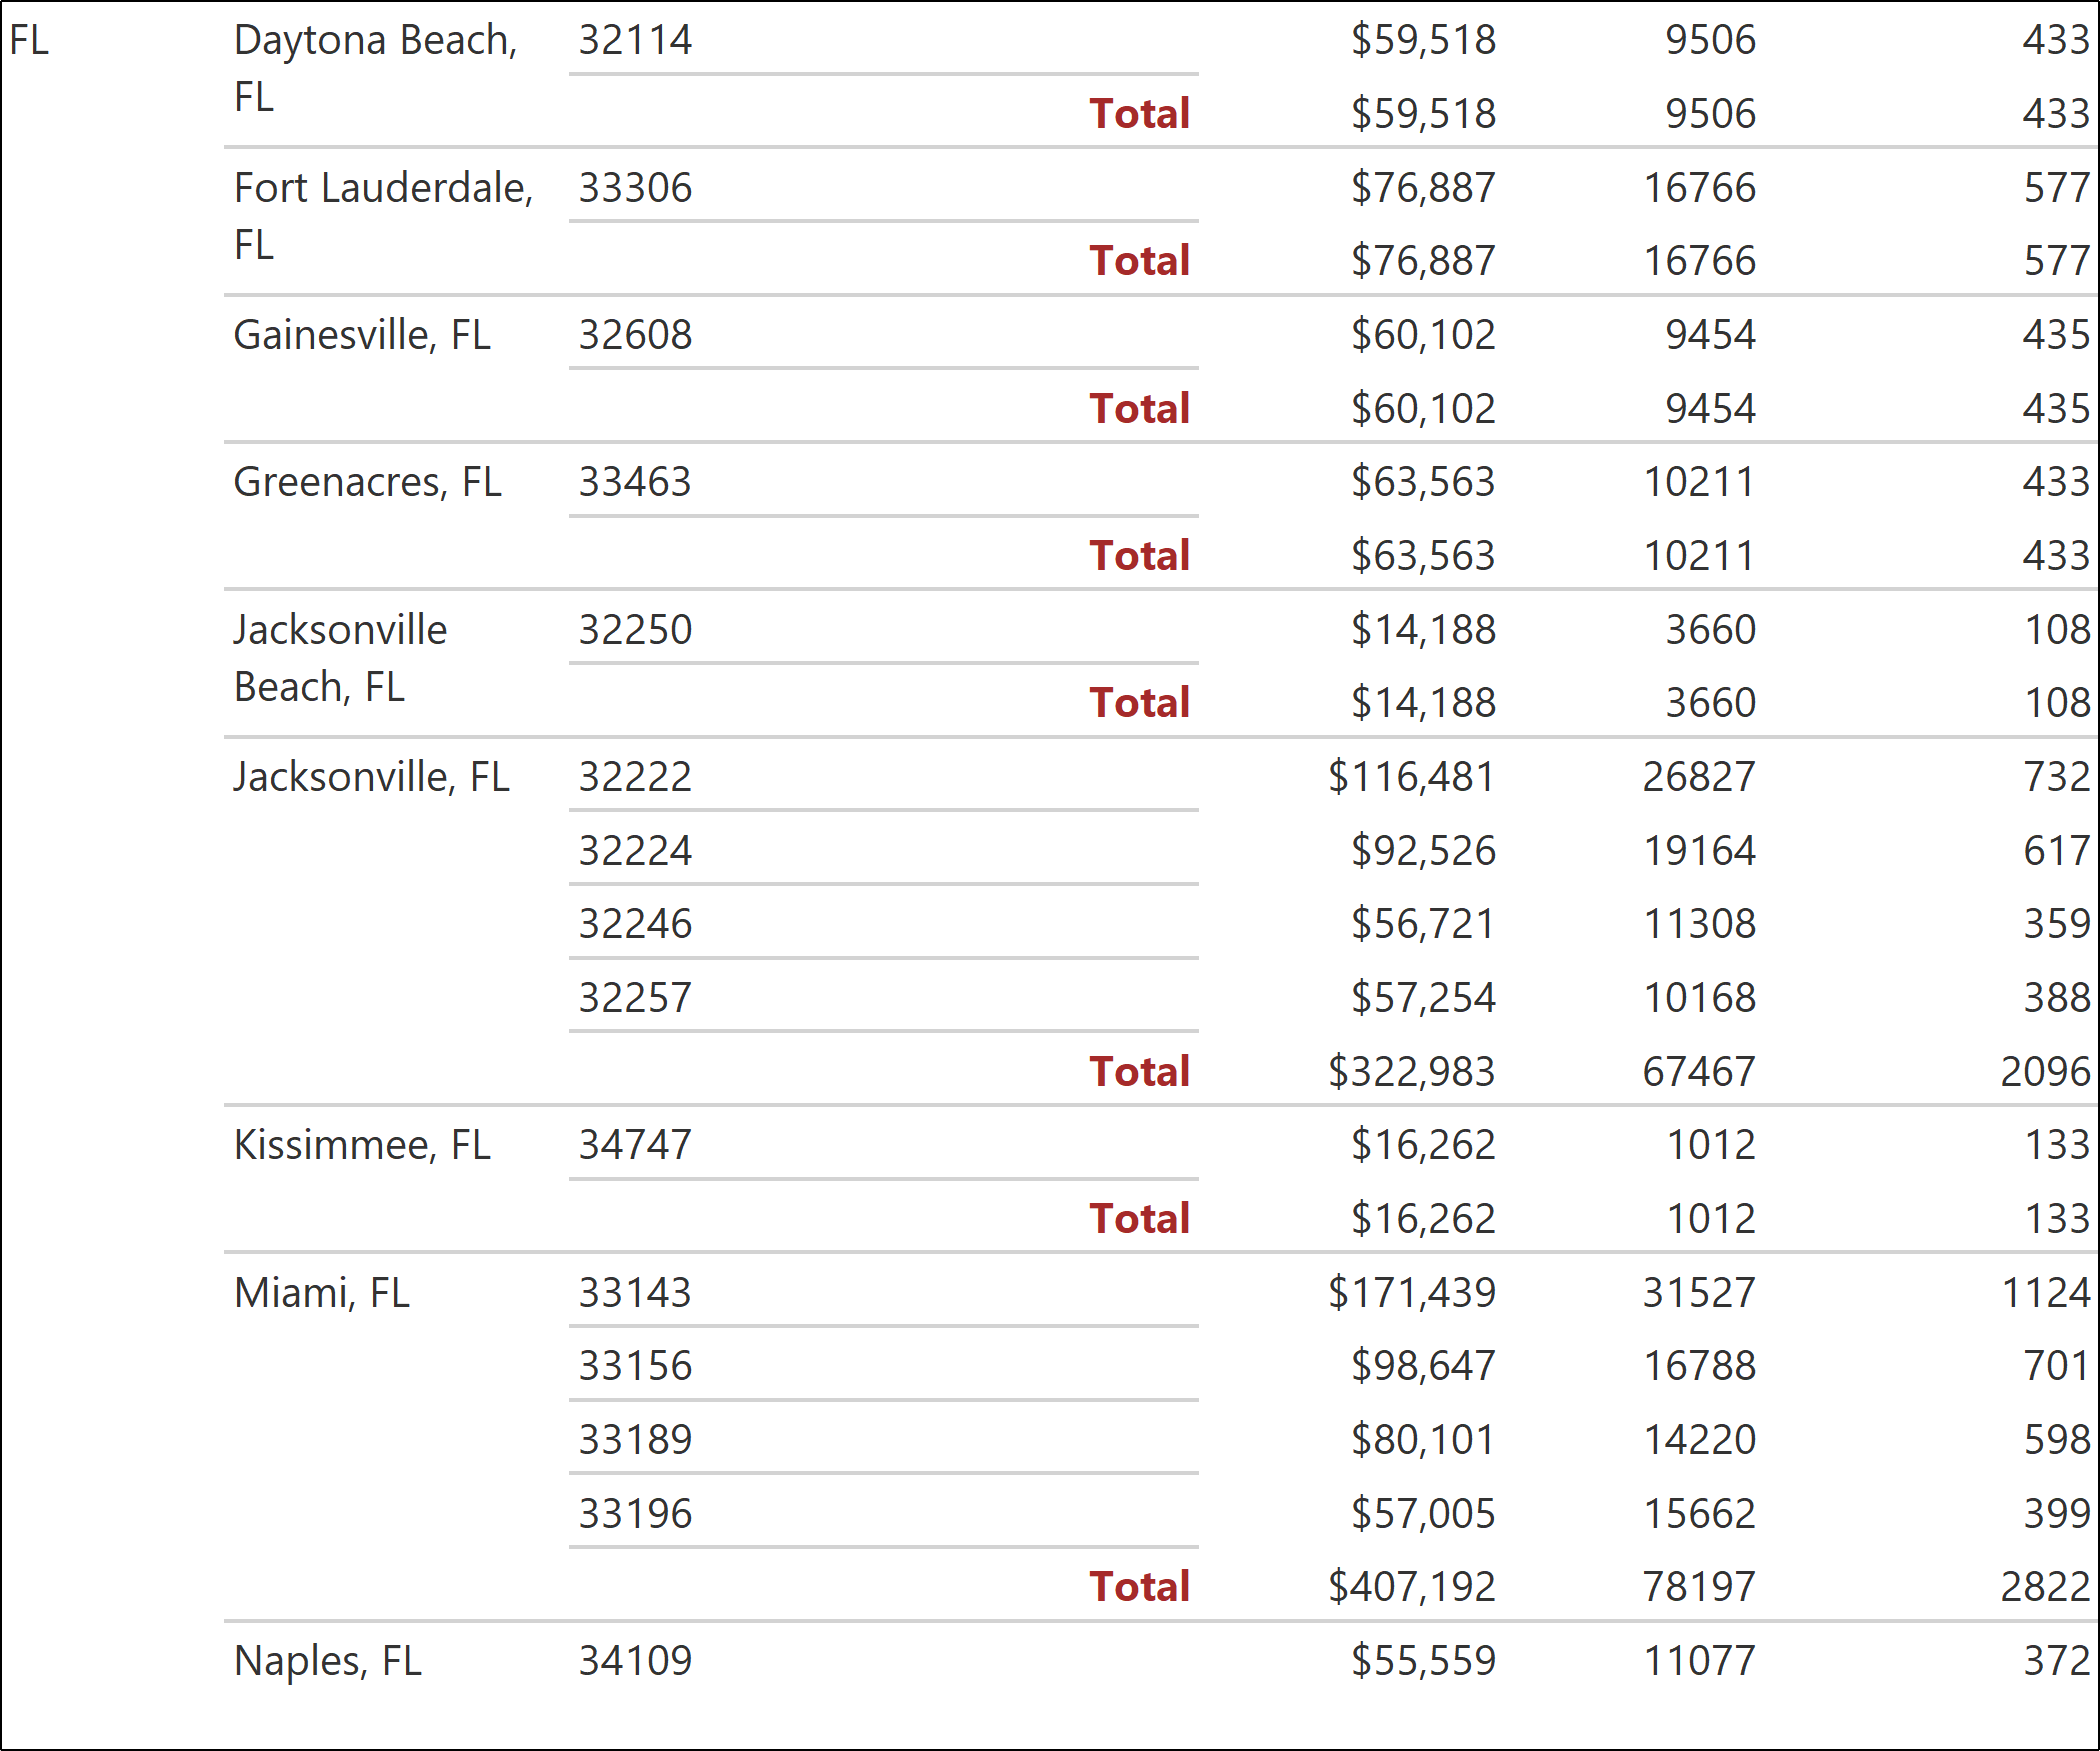 FL Daytona Beach, 32114 $59,518 9506 433
FL
Total $59,518 9506 433
Fort Lauderdale, 33306 $76,887 16766 577
FL
Total $76,887 16766 577
Gainesville, FL 32608 $60,102 9454 435
Total $60,102 9454 435
Greenacres, FL 33463 $63,563 10211 433
Total $63,563 10211 433
Jacksonville 32250 $14,188 3660 108
Beach, FL
Total $14,188 3660 108
Jacksonville, FL 32222 $116,481 26827 732
32224 $92,526 19164 617
32246 $56,721 11308 359
32257 $57,254 10168 388
Total $322,983 67467 2096
Kissimmee, FL 34747 $16,262 1012 133
Total $16,262 1012 133
Miami, FL 33143 $171,439 31527 1124
33156 $98,647 16788 701
33189 $80,101 14220 598
33196 $57,005 15662 399
Total $407,192 78197 2822
Naples, FL 34109 $55,559 11077 372